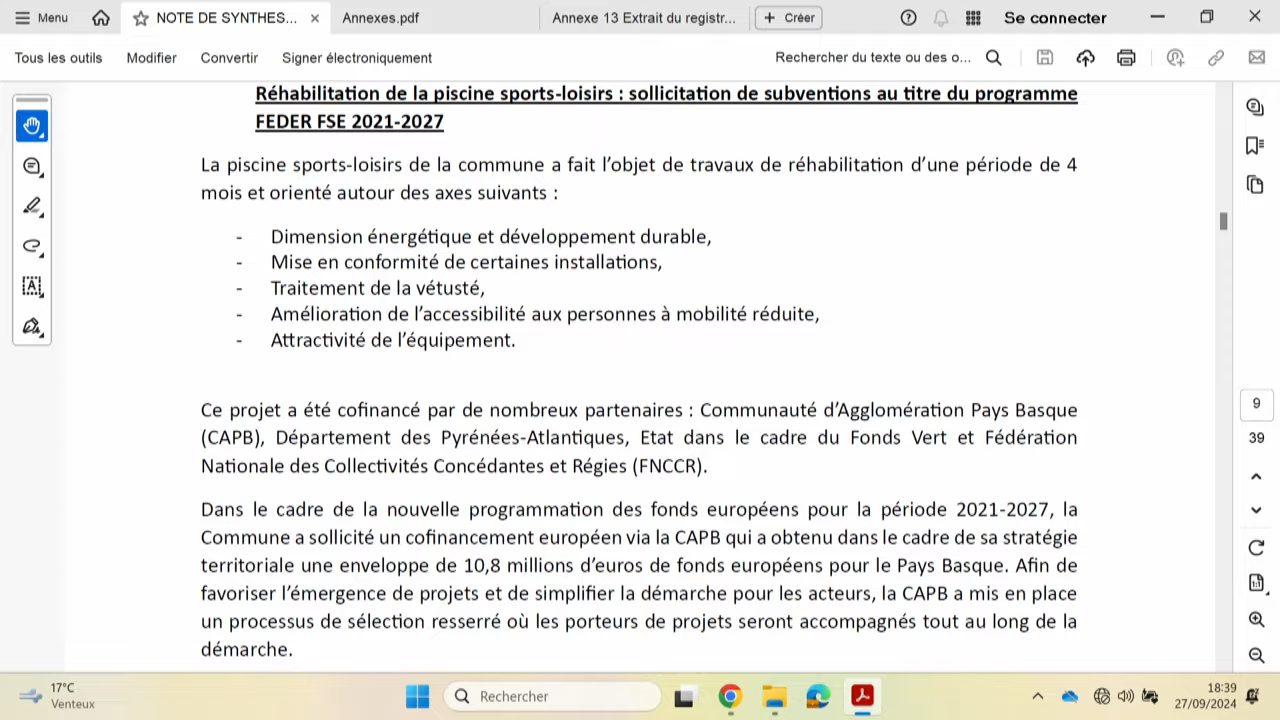 Menu
NOTE DE SYNTHES...
Annexes.pdf
Annexe 13 Extrait du registr...
Créer
Se connecter
Tous les outils
Modifier
Convertir
Signer électroniquement
Rechercher du texte ou des o...
Réhabilitation de la piscine sports-loisirs : sollicitation de subventions au titre du programme
FEDER FSE 2021-2027
La piscine sports-loisirs de la commune a fait l’objet de travaux de réhabilitation d’une période de 4
mois et orienté autour des axes suivants :
- Dimension énergétique et développement durable,
- Mise en conformité de certaines installations,
- Traitement de la vétusté,
- Amélioration de l’accessibilité aux personnes à mobilité réduite,
- Attractivité de l’équipement.
Ce projet a été cofinancé par de nombreux partenaires : Communauté d’Agglomération Pays Basque
(CAPB), Département des Pyrénées-Atlantiques, Etat dans le cadre du Fonds Vert et Fédération
Nationale des Collectivités Concédantes et Régies (FNCCR).
Dans le cadre de la nouvelle programmation des fonds européens pour la période 2021-2027, la
Commune a sollicité un cofinancement européen via la CAPB qui a obtenu dans le cadre de sa stratégie
territoriale une enveloppe de 10,8 millions d’euros de fonds européens pour le Pays Basque. Afin de
favoriser l’émergence de projets et de simplifier la démarche pour les acteurs, la CAPB a mis en place
un processus de sélection resserré où les porteurs de projets seront accompagnés tout au long de la
démarche.
9
39
1:1
17°C
Venteux
Rechercher
18:39
27/09/2024